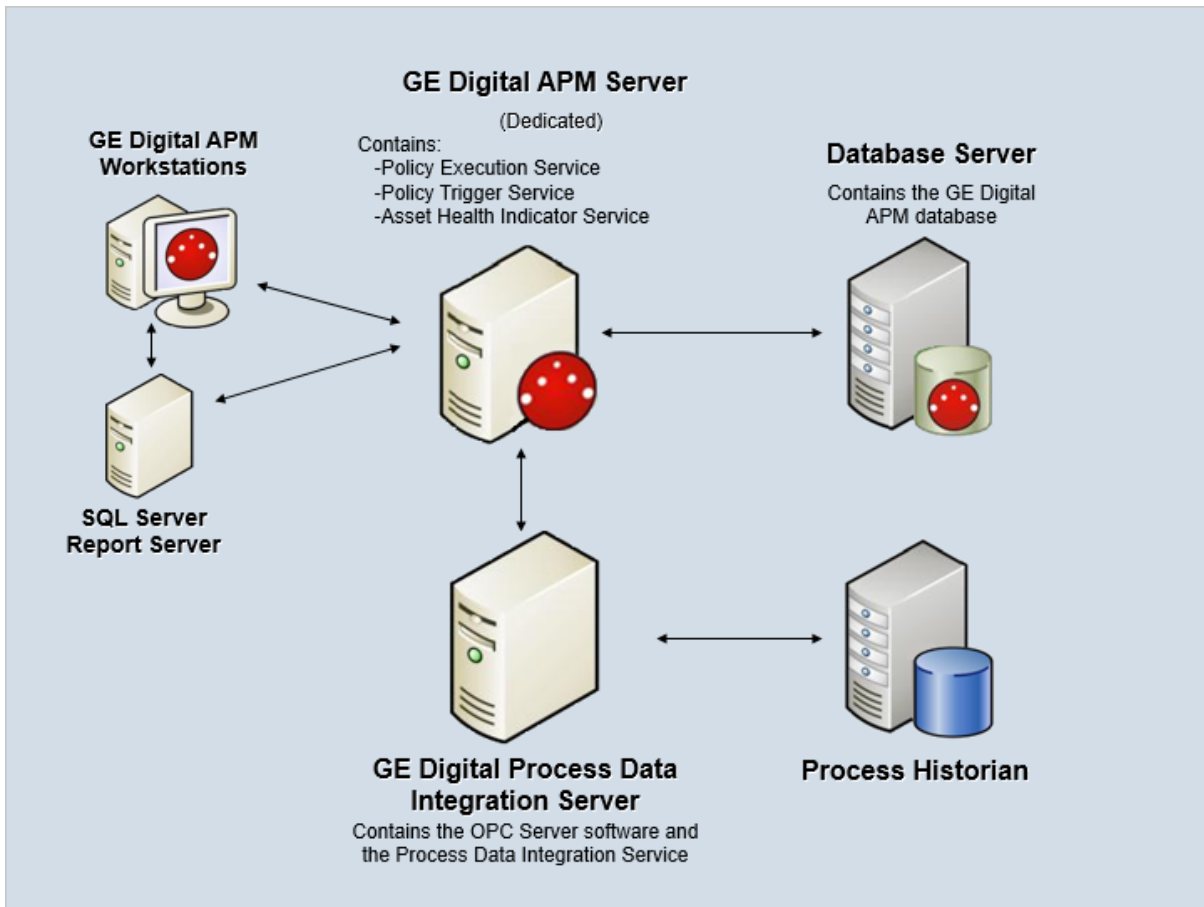 GE Digital APM Server
(Dedicated)
Contains:
-Policy Execution Service
-Policy Trigger Service
-Asset Health Indicator Service
GE Digital APM
Workstations
Database Server
Contains the GE Digital
APM database
SQL Server
Report Server
GE Digital Process Data
Integration Server
Contains the OPC Server software and
the Process Data Integration Service
Process Historian